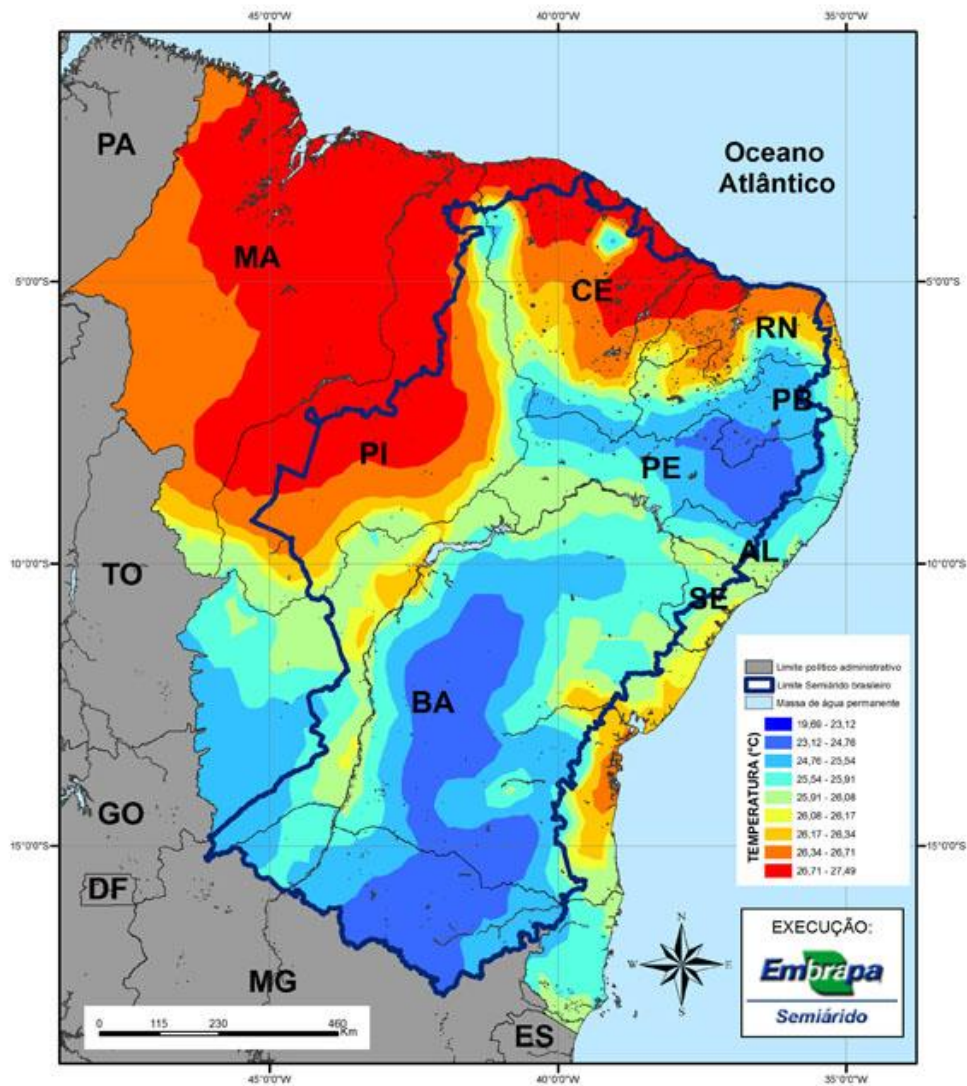 45°0'0"W
40°0'0"W
35°0'0"W
PA
Oceano
Atlântico
MA
5°0'0"S
5°0'0"S
CE
RN
PB
PI
PE
AL
10°0'0"S
10°0'0"S
TO
SE
BA
Limite político administrativo
Limite Semiárido brasileiro
Massa de água permanente
TEMPERATURA (°C)
19,69 - 23,12
23,12 - 24,76
24,76 - 25,54
25,54 - 25,91
25,91 - 26,08
26,08 - 26,17
26,17 - 26,34
26,34 - 26,71
26,71 - 27,49
GO
15°0'0"S
15°0'0"S
DF
EXECUÇÃO:
Embrapa
Semiárido
N
W
E
S
MG
0 115 230 460
Km
ES
45°0'0"W
40°0'0"W
35°0'0"W